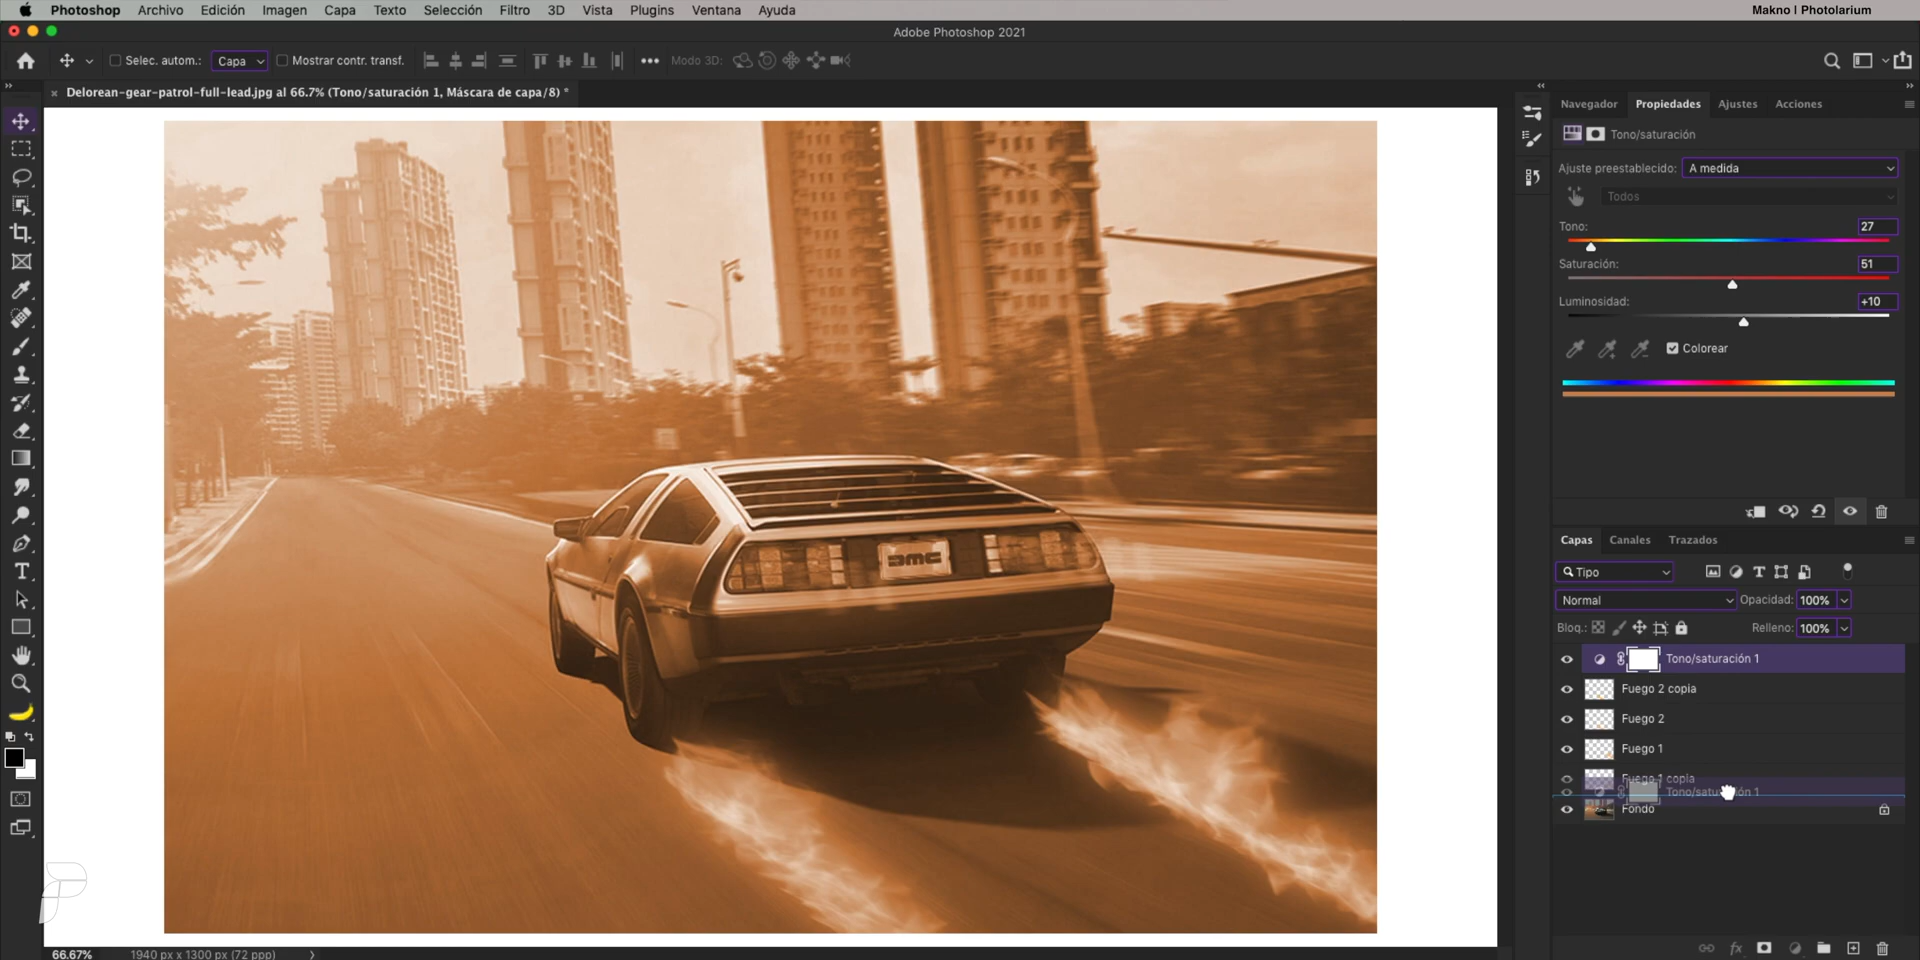 Photoshop Archivo Edición Imagen Capa Texto Selección Filtro 3D Vista Plugins Ventana Ayuda Makno | Photolarium
Adobe Photoshop 2021
Selec. autom.: Capa Mostrar contr. transf. Modo 3D:
Delorean-gear-patrol-full-lead.jpg al 66.7% (Tono/saturación 1, Máscara de capa/8) *
Navegador Propiedades Ajustes Acciones
Tono/saturación
Ajuste preestablecido: A medida
Todos
Tono: 27
Saturación: 51
Luminosidad: +10
Colorear
DMC
Capas Canales Trazados
Tipo
Normal Opacidad: 100%
Bloq.: Relleno: 100%
Tono/saturación 1
Fuego 2 copia
Fuego 2
Fuego 1
Fuego 1 copia
Tono/saturación 1
Fondo
66.67% 1940 px x 1300 px (72 ppp)